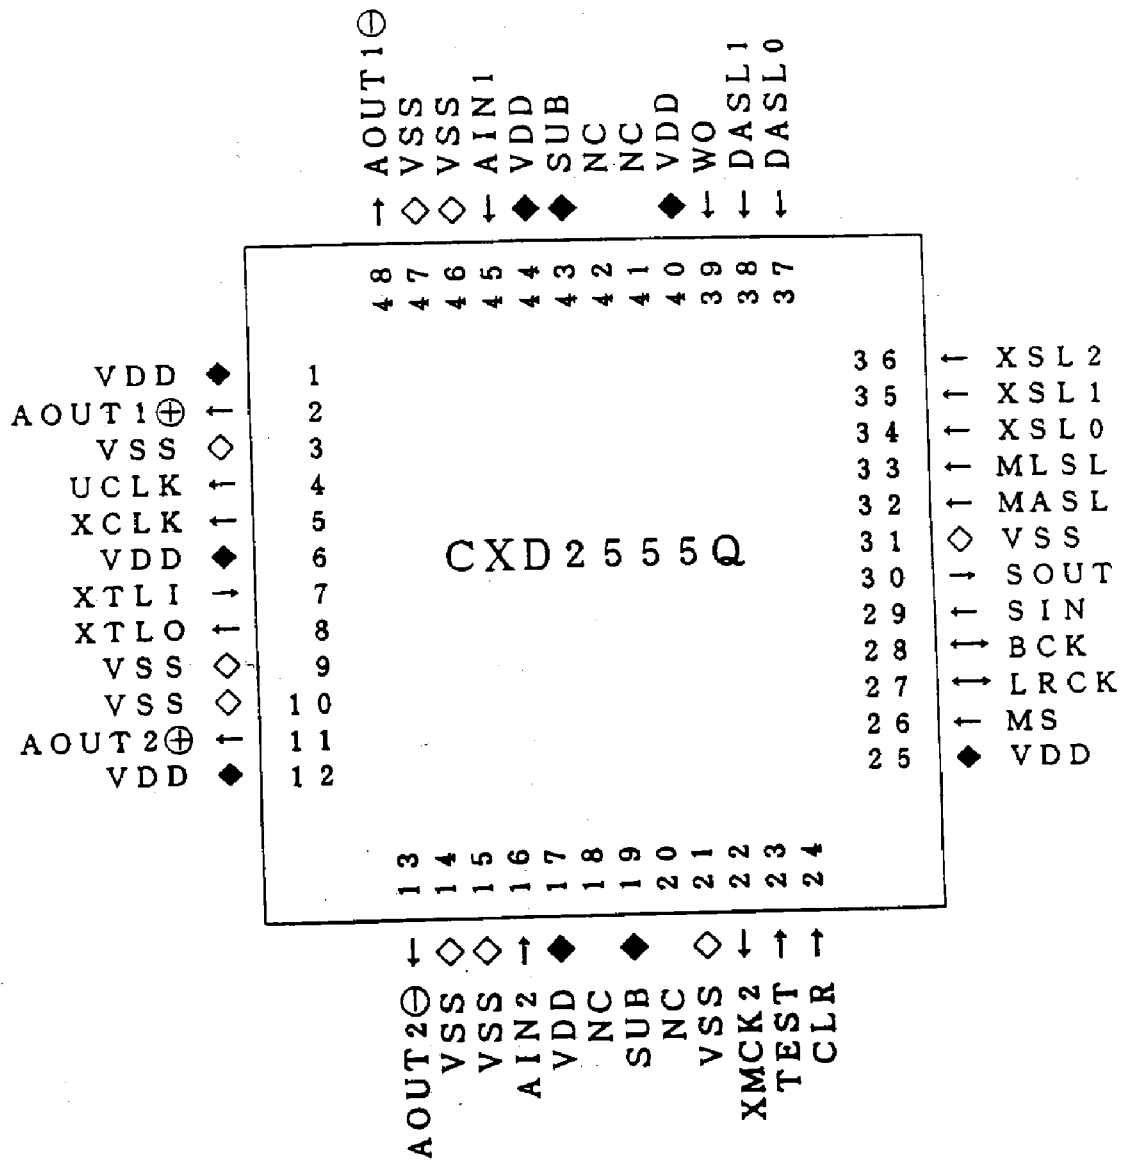 AOUT1⊖ VSS VSS AIN1 VDD SUB NC NC VDD WO DASL1 DASL0
↑ ◇ ◇ ↓ ◆ ◆ ◆ ↓ ↓ ↓
48 47 46 45 44 43 42 41 40 39 38 37
VDD ◆ 1
AOUT1⊕ ← 2
VSS ◇ 3
UCLK ← 4
XCLK ← 5
VDD ◆ 6
XTLI → 7
XTLO ← 8
VSS ◇ 9
VSS ◇ 10
AOUT2⊕ ← 11
VDD ◆ 12
CXD2555Q
36 ← XSL2
35 ← XSL1
34 ← XSL0
33 ← MLSL
32 ← MASL
31 ◇ VSS
30 → SOUT
29 ← SIN
28 ↔ BCK
27 ↔ LRCK
26 ← MS
25 ◆ VDD
13 14 15 16 17 18 19 20 21 22 23 24
↓ ◇ ◇ ↑ ◆ ◆ ◇ ↓ ↑ ↑
AOUT2⊖ VSS VSS AIN2 VDD NC SUB NC VSS XMCK2 TEST CLR